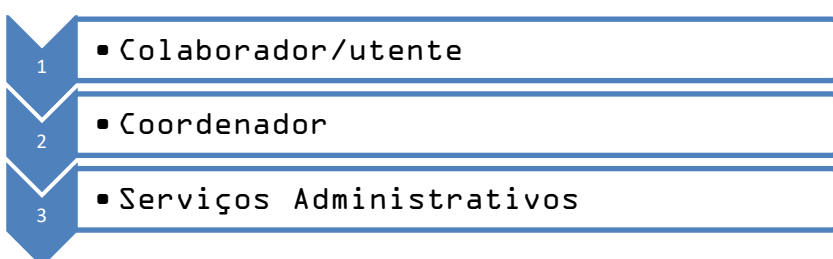 1 • Colaborador/utente
2 • Coordenador
3 • Serviços Administrativos